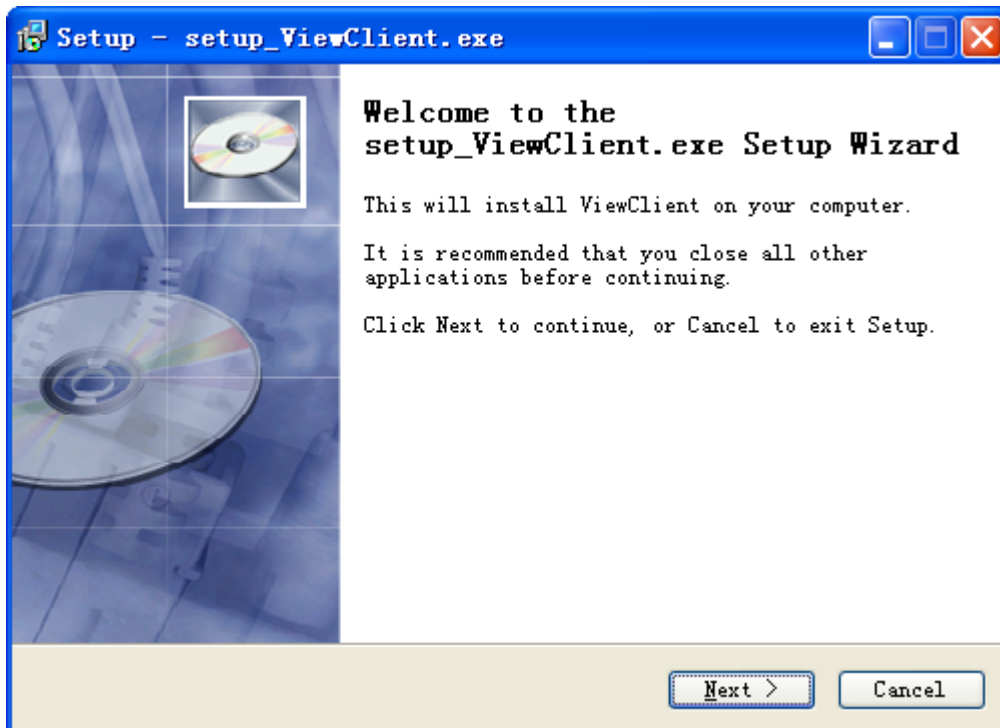 Setup - setup_ViewClient.exe
Welcome to the
setup_ViewClient.exe Setup Wizard
This will install ViewClient on your computer.
It is recommended that you close all other
applications before continuing.
Click Next to continue, or Cancel to exit Setup.
Next >
Cancel